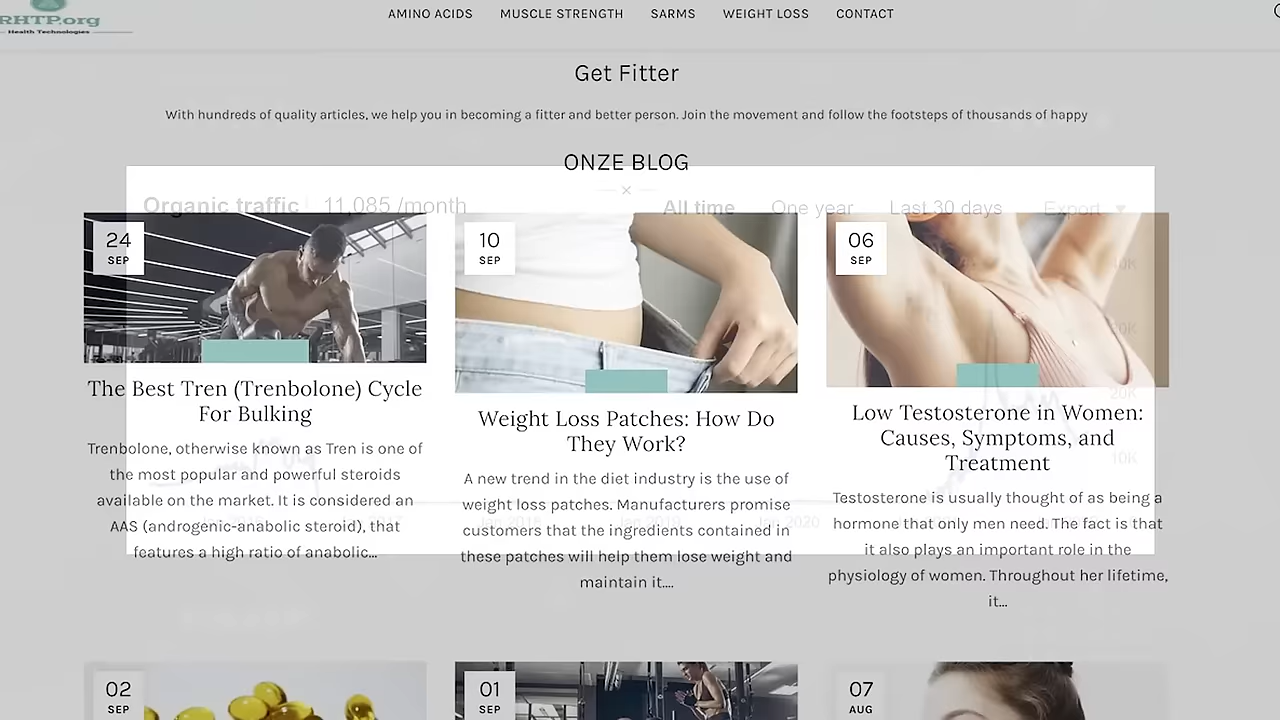 RHTP.org
Health Technologies
AMINO ACIDS MUSCLE STRENGTH SARMS WEIGHT LOSS CONTACT
Get Fitter
With hundreds of quality articles, we help you in becoming a fitter and better person. Join the movement and follow the footsteps of thousands of happy
ONZE BLOG
Organic traffic 11,085 /month All time One year Last 30 days Export
24
SEP
The Best Tren (Trenbolone) Cycle
For Bulking
Trenbolone, otherwise known as Tren is one of
the most popular and powerful steroids
available on the market. It is considered an
AAS (androgenic-anabolic steroid), that
features a high ratio of anabolic...
10
SEP
Weight Loss Patches: How Do
They Work?
A new trend in the diet industry is the use of
weight loss patches. Manufacturers promise
customers that the ingredients contained in
these patches will help them lose weight and
maintain it....
06
SEP
Low Testosterone in Women:
Causes, Symptoms, and
Treatment
Testosterone is usually thought of as being a
hormone that only men need. The fact is that
it also plays an important role in the
physiology of women. Throughout her lifetime,
it...
20K
10K
Jan 2020
02
SEP
01
SEP
07
AUG